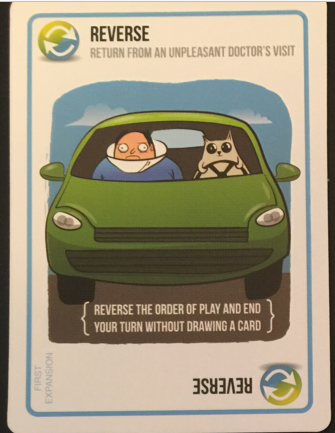 REVERSE
RETURN FROM AN UNPLEASANT DOCTOR'S VISIT
REVERSE THE ORDER OF PLAY AND END
YOUR TURN WITHOUT DRAWING A CARD
FIRST
EXPANSION
REVERSE